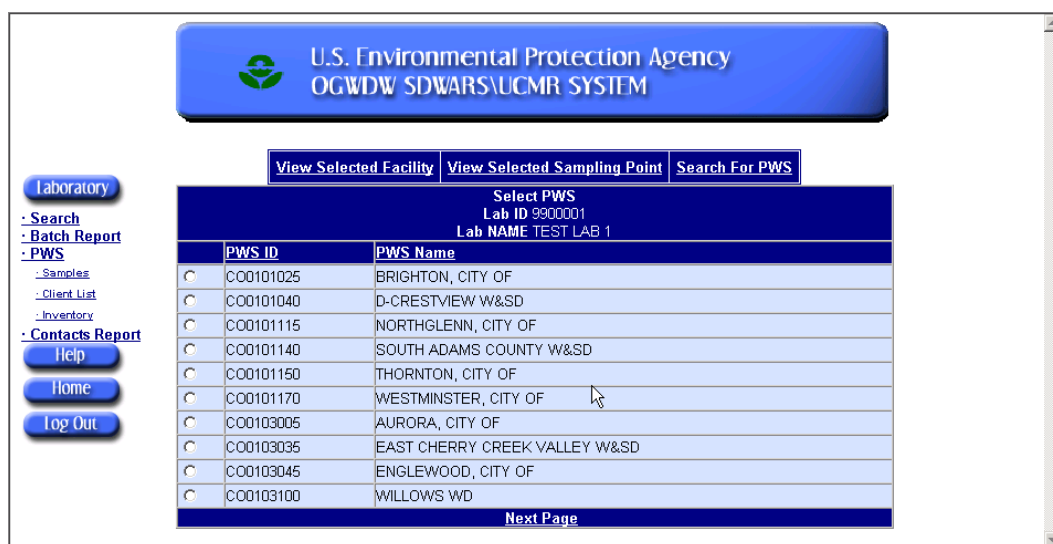 U.S. Environmental Protection Agency
OGWDW SDWARS\UCMR SYSTEM
View Selected Facility View Selected Sampling Point Search For PWS
Laboratory
· Search
· Batch Report
· PWS
· Samples
· Client List
· Inventory
· Contacts Report
Help
Home
Log Out
Select PWS
Lab ID 9900001
Lab NAME TEST LAB 1
PWS ID PWS Name
CO0101025 BRIGHTON, CITY OF
CO0101040 D-CRESTVIEW W&SD
CO0101115 NORTHGLENN, CITY OF
CO0101140 SOUTH ADAMS COUNTY W&SD
CO0101150 THORNTON, CITY OF
CO0101170 WESTMINSTER, CITY OF
CO0103005 AURORA, CITY OF
CO0103035 EAST CHERRY CREEK VALLEY W&SD
CO0103045 ENGLEWOOD, CITY OF
CO0103100 WILLOWS WD
Next Page